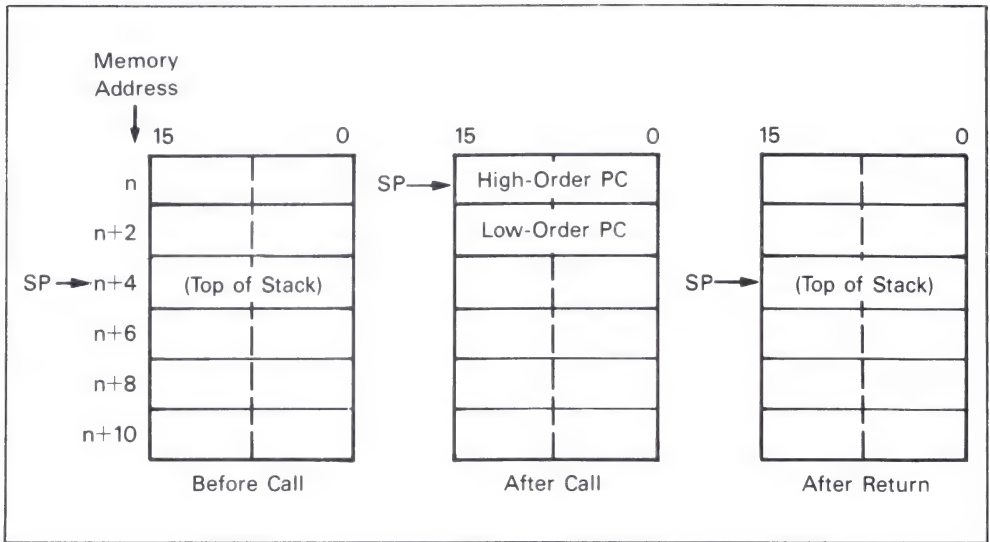 Memory
Address
15 0
15 0
15 0
n
SP
High-Order PC
n+2
Low-Order PC
SP
n+4
(Top of Stack)
SP
(Top of Stack)
n+6
n+8
n+10
Before Call
After Call
After Return